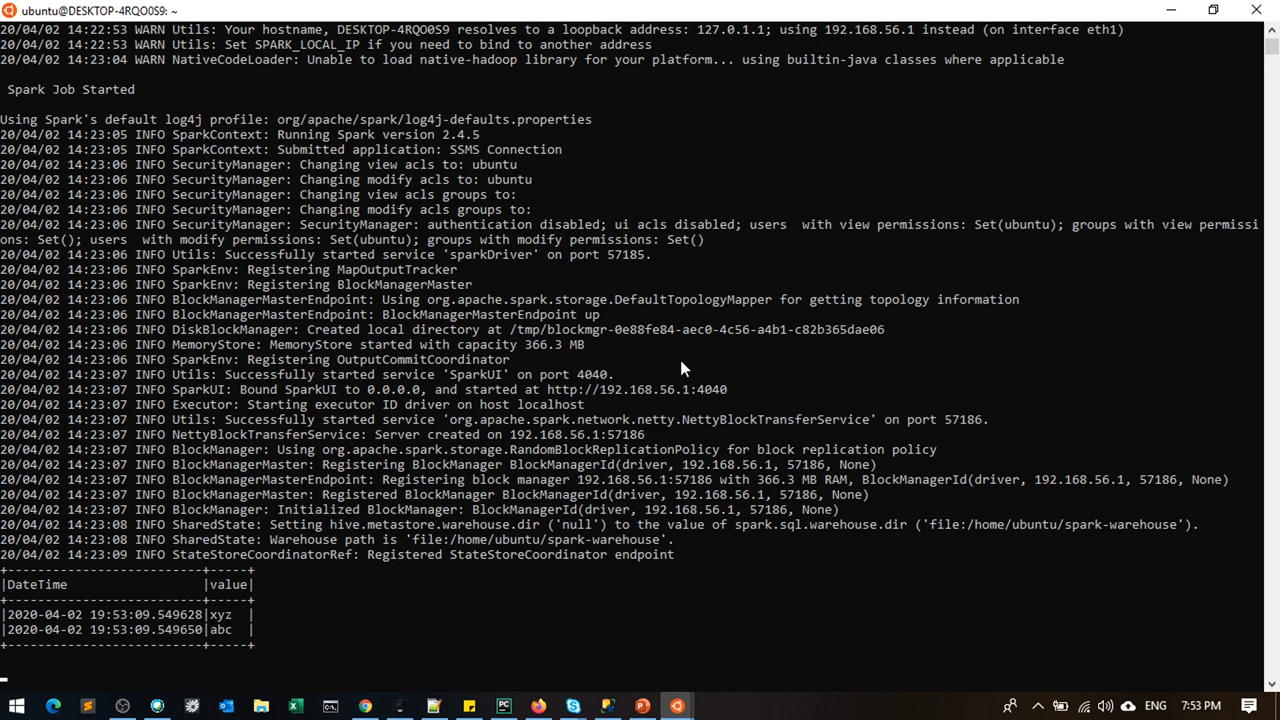 ubuntu@DESKTOP-4RQO0S9: ~
20/04/02 14:22:53 WARN Utils: Your hostname, DESKTOP-4RQO0S9 resolves to a loopback address: 127.0.1.1; using 192.168.56.1 instead (on interface eth1)
20/04/02 14:22:53 WARN Utils: Set SPARK_LOCAL_IP if you need to bind to another address
20/04/02 14:23:04 WARN NativeCodeLoader: Unable to load native-hadoop library for your platform... using builtin-java classes where applicable
Spark Job Started
Using Spark's default log4j profile: org/apache/spark/log4j-defaults.properties
20/04/02 14:23:05 INFO SparkContext: Running Spark version 2.4.5
20/04/02 14:23:05 INFO SparkContext: Submitted application: SSMS Connection
20/04/02 14:23:06 INFO SecurityManager: Changing view acls to: ubuntu
20/04/02 14:23:06 INFO SecurityManager: Changing modify acls to: ubuntu
20/04/02 14:23:06 INFO SecurityManager: Changing view acls groups to:
20/04/02 14:23:06 INFO SecurityManager: Changing modify acls groups to:
20/04/02 14:23:06 INFO SecurityManager: SecurityManager: authentication disabled; ui acls disabled; users  with view permissions: Set(ubuntu); groups with view permissi
ons: Set(); users  with modify permissions: Set(ubuntu); groups with modify permissions: Set()
20/04/02 14:23:06 INFO Utils: Successfully started service 'sparkDriver' on port 57185.
20/04/02 14:23:06 INFO SparkEnv: Registering MapOutputTracker
20/04/02 14:23:06 INFO SparkEnv: Registering BlockManagerMaster
20/04/02 14:23:06 INFO BlockManagerMasterEndpoint: Using org.apache.spark.storage.DefaultTopologyMapper for getting topology information
20/04/02 14:23:06 INFO BlockManagerMasterEndpoint: BlockManagerMasterEndpoint up
20/04/02 14:23:06 INFO DiskBlockManager: Created local directory at /tmp/blockmgr-0e88fe84-aec0-4c56-a4b1-c82b365dae06
20/04/02 14:23:06 INFO MemoryStore: MemoryStore started with capacity 366.3 MB
20/04/02 14:23:06 INFO SparkEnv: Registering OutputCommitCoordinator
20/04/02 14:23:07 INFO Utils: Successfully started service 'SparkUI' on port 4040.
20/04/02 14:23:07 INFO SparkUI: Bound SparkUI to 0.0.0.0, and started at http://192.168.56.1:4040
20/04/02 14:23:07 INFO Executor: Starting executor ID driver on host localhost
20/04/02 14:23:07 INFO Utils: Successfully started service 'org.apache.spark.network.netty.NettyBlockTransferService' on port 57186.
20/04/02 14:23:07 INFO NettyBlockTransferService: Server created on 192.168.56.1:57186
20/04/02 14:23:07 INFO BlockManager: Using org.apache.spark.storage.RandomBlockReplicationPolicy for block replication policy
20/04/02 14:23:07 INFO BlockManagerMaster: Registering BlockManager BlockManagerId(driver, 192.168.56.1, 57186, None)
20/04/02 14:23:07 INFO BlockManagerMasterEndpoint: Registering block manager 192.168.56.1:57186 with 366.3 MB RAM, BlockManagerId(driver, 192.168.56.1, 57186, None)
20/04/02 14:23:07 INFO BlockManagerMaster: Registered BlockManager BlockManagerId(driver, 192.168.56.1, 57186, None)
20/04/02 14:23:07 INFO BlockManager: Initialized BlockManager: BlockManagerId(driver, 192.168.56.1, 57186, None)
20/04/02 14:23:08 INFO SharedState: Setting hive.metastore.warehouse.dir ('null') to the value of spark.sql.warehouse.dir ('file:/home/ubuntu/spark-warehouse').
20/04/02 14:23:08 INFO SharedState: Warehouse path is 'file:/home/ubuntu/spark-warehouse'.
20/04/02 14:23:09 INFO StateStoreCoordinatorRef: Registered StateStoreCoordinator endpoint
+--------------------------+-----+
|DateTime                  |value|
+--------------------------+-----+
|2020-04-02 19:53:09.549628|xyz  |
|2020-04-02 19:53:09.549650|abc  |
+--------------------------+-----+
ENG 7:53 PM